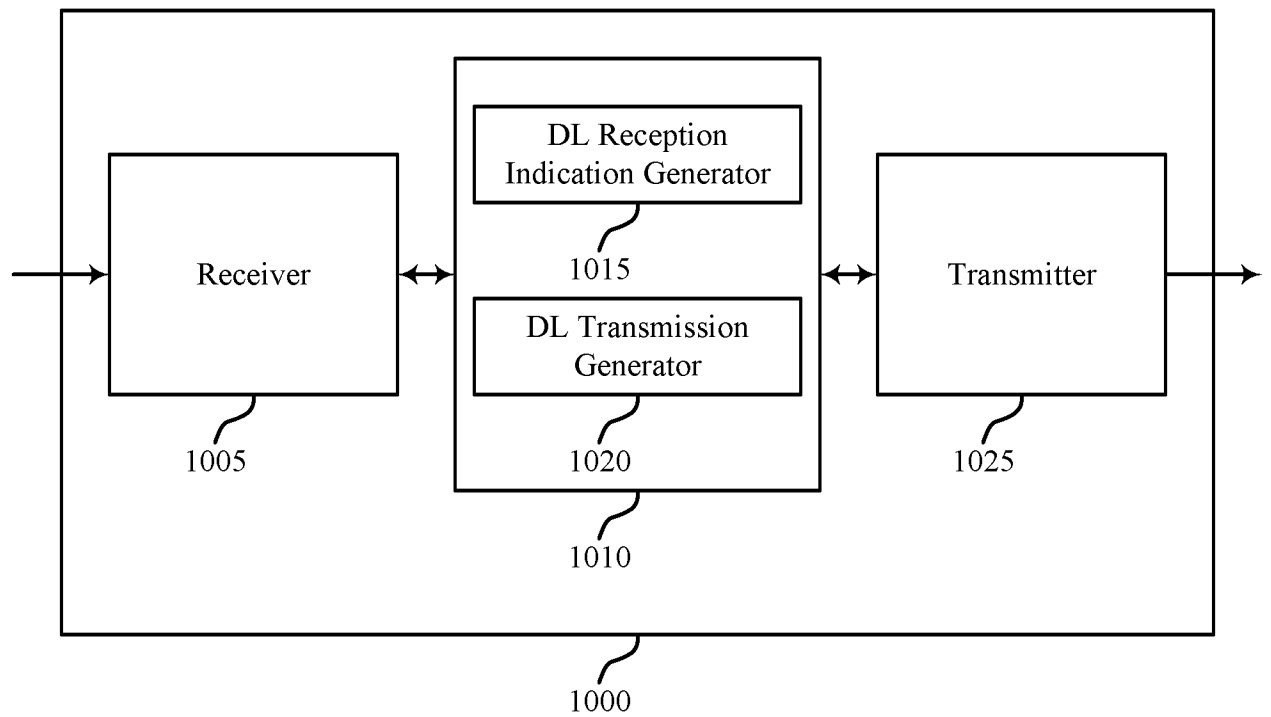 DL Reception
Indication Generator
1015
Receiver
Transmitter
DL Transmission
Generator
1005
1020
1025
1010
1000